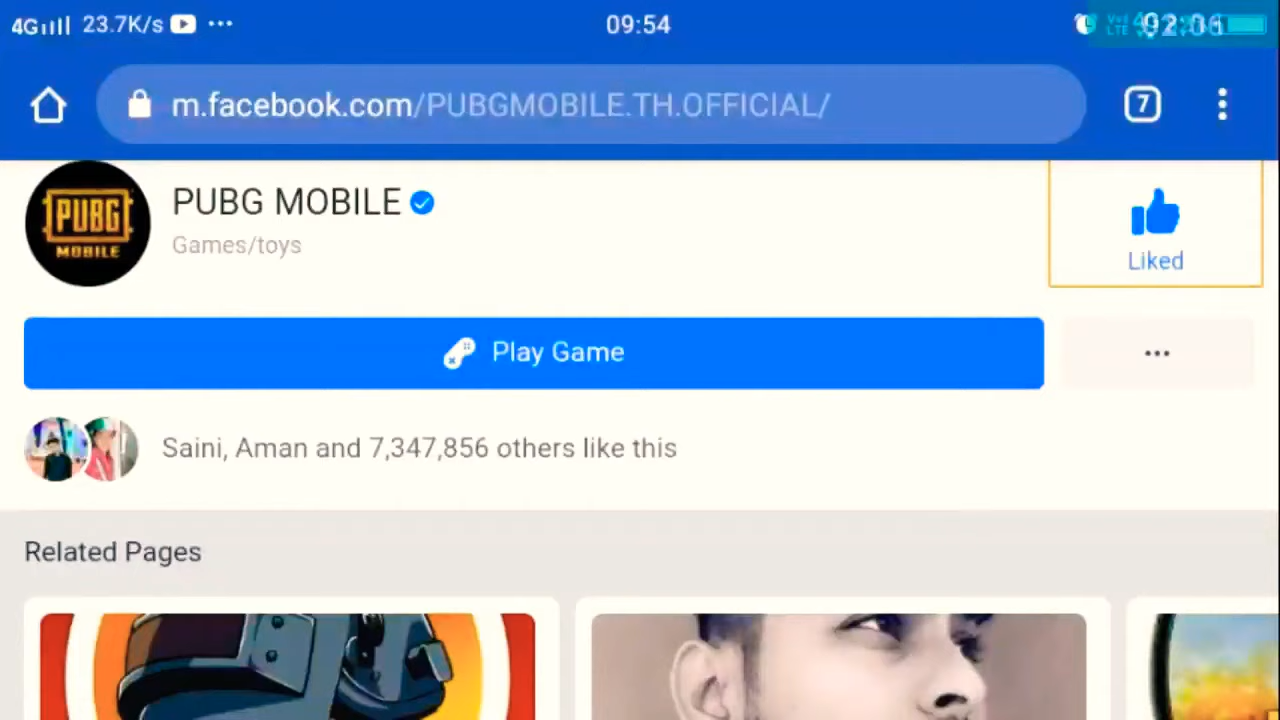 4G 23.7K/s ••• 09:54
m.facebook.com/PUBGMOBILE.TH.OFFICIAL/ 7
PUBG MOBILE
PUBG MOBILE
Games/toys
Liked
Play Game
Saini, Aman and 7,347,856 others like this
Related Pages